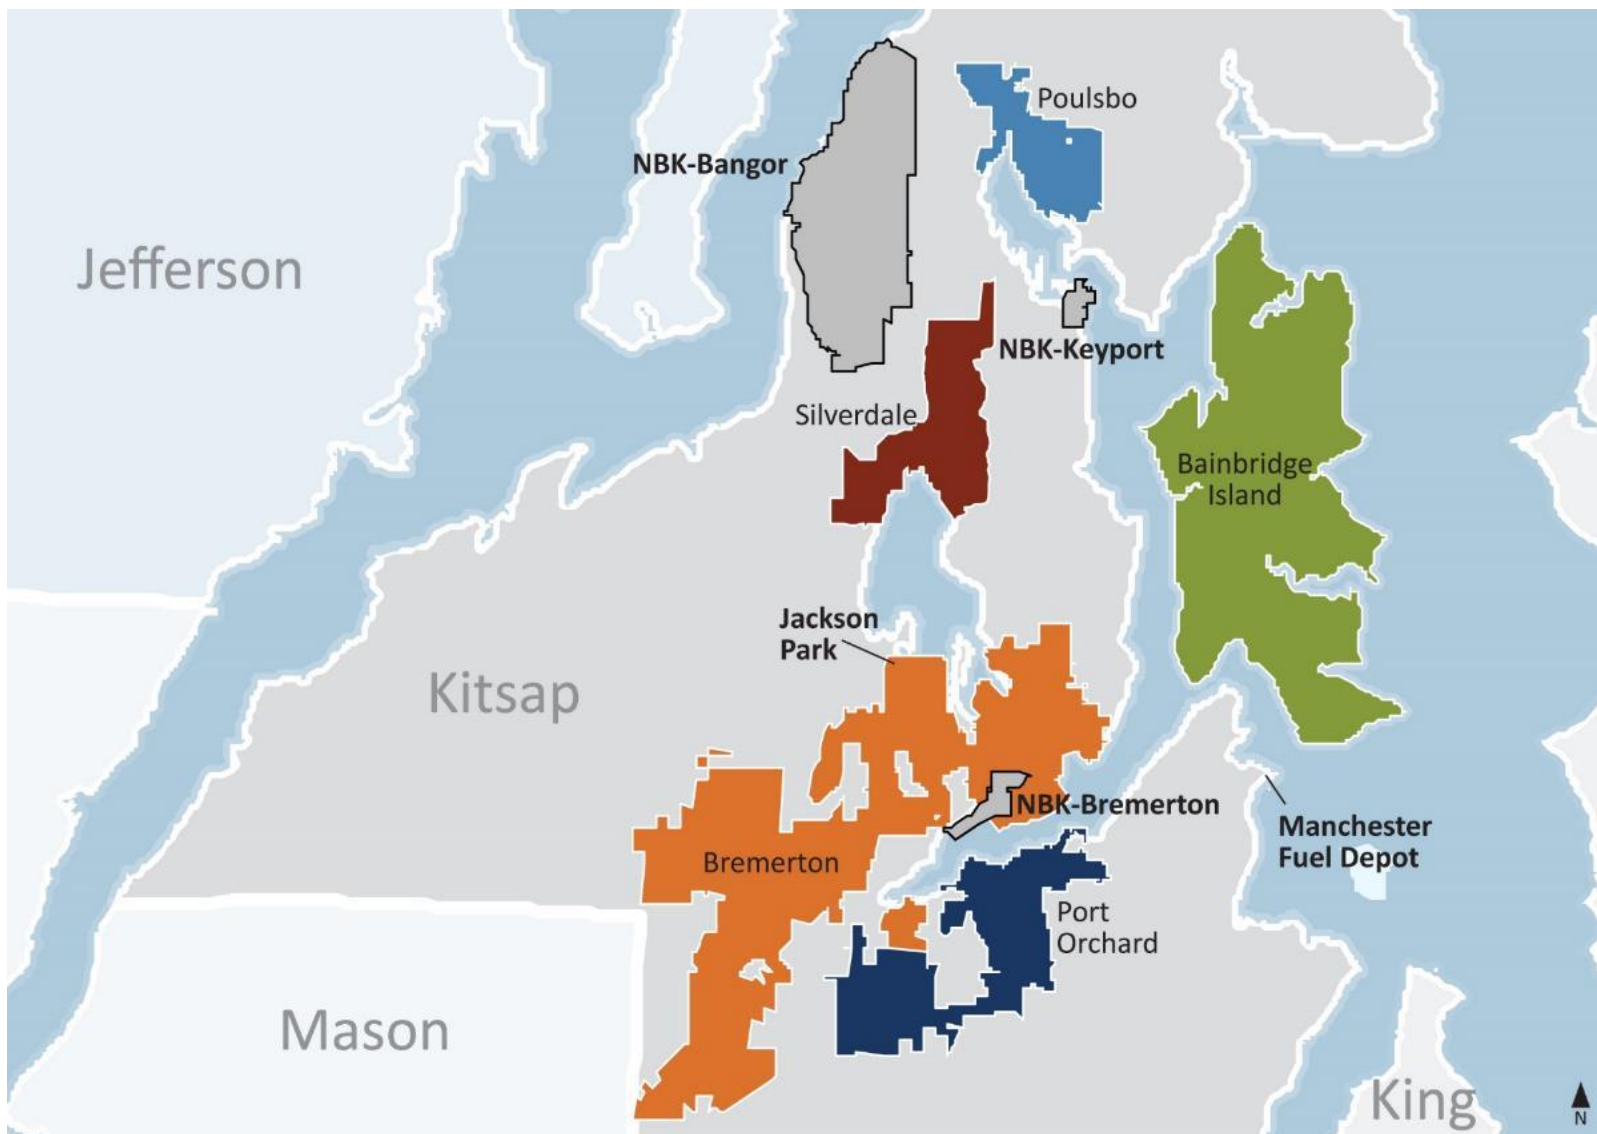 Poulsbo
NBK-Bangor
Jefferson
NBK-Keyport
Silverdale
Bainbridge
Island
Jackson
Park
Kitsap
NBK-Bremerton
Manchester
Fuel Depot
Bremerton
Port
Orchard
Mason
King
N